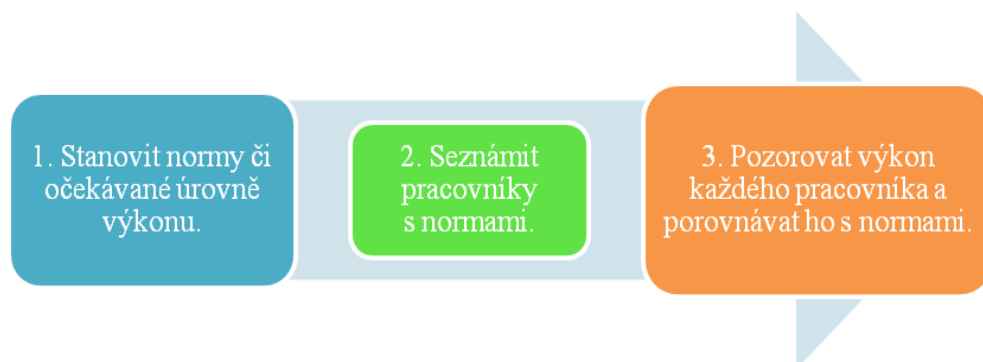 1. Stanovit normy či
očekávané úrovně
výkonu.
2. Seznámit
pracovníky
s normami.
3. Pozorovat výkon
každého pracovníka a
porovnávat ho s normami.